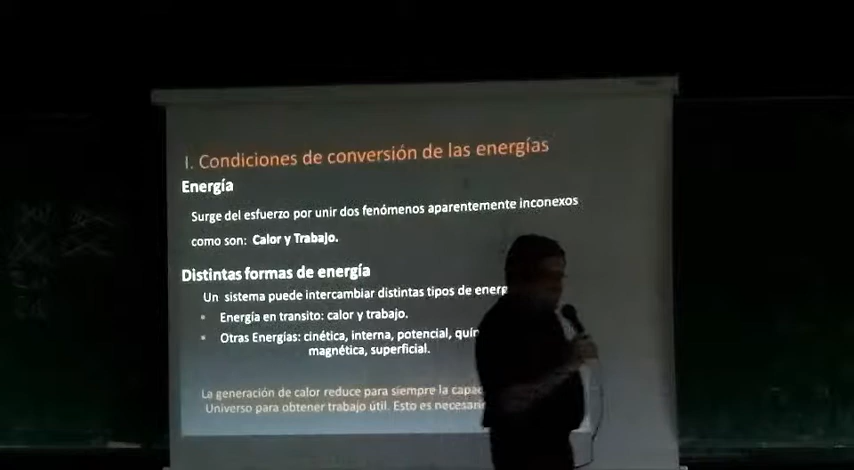 I. Condiciones de conversión de las energías
Energía
Surge del esfuerzo por unir dos fenómenos aparentemente inconexos
como son: Calor y Trabajo.
Distintas formas de energía
Un sistema puede intercambiar distintas tipos de
Energía en transito: calor y trabajo.
Otras Energías: cinética, interna, potencial,
magnética, superficial.
La generación de calor reduce para siempre la
Universo para obtener trabajo útil. Esto es